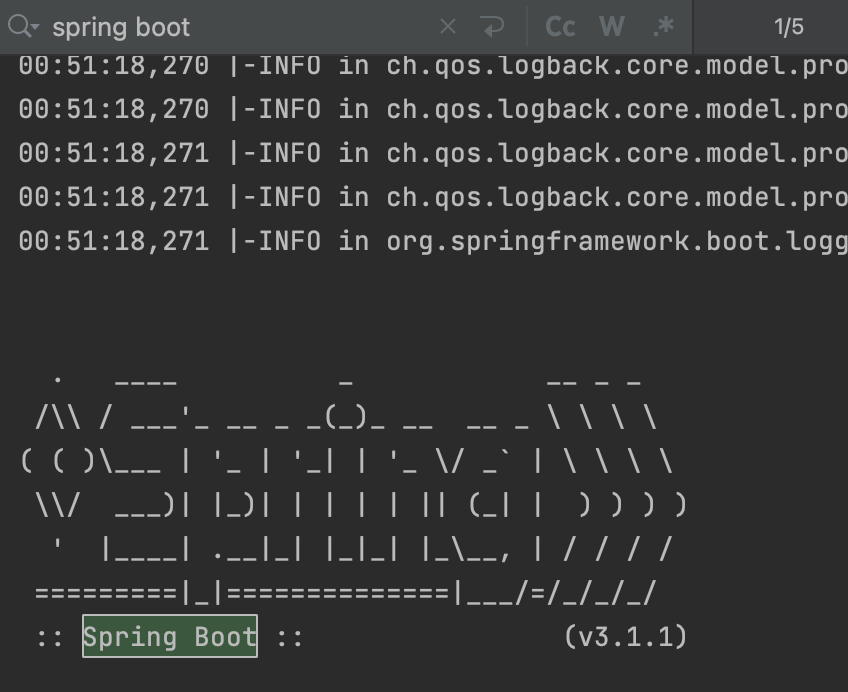 spring boot
Cc W .* 1/5
00:51:18,270 |-INFO in ch.qos.logback.core.model.pro
00:51:18,270 |-INFO in ch.qos.logback.core.model.pro
00:51:18,271 |-INFO in ch.qos.logback.core.model.pro
00:51:18,271 |-INFO in ch.qos.logback.core.model.pro
00:51:18,271 |-INFO in org.springframework.boot.logg
  .   ____          _            __ _ _
 /\\ / ___'_ __ _ _(_)_ __  __ _ \ \ \ \
( ( )\___ | '_ | '_| | '_ \/ _` | \ \ \ \
 \\/  ___)| |_)| | | | | || (_| |  ) ) ) )
  '  |____| .__|_| |_|_| |_\__, | / / / /
 =========|_|==============|___/=/_/_/_/
 :: Spring Boot ::                (v3.1.1)